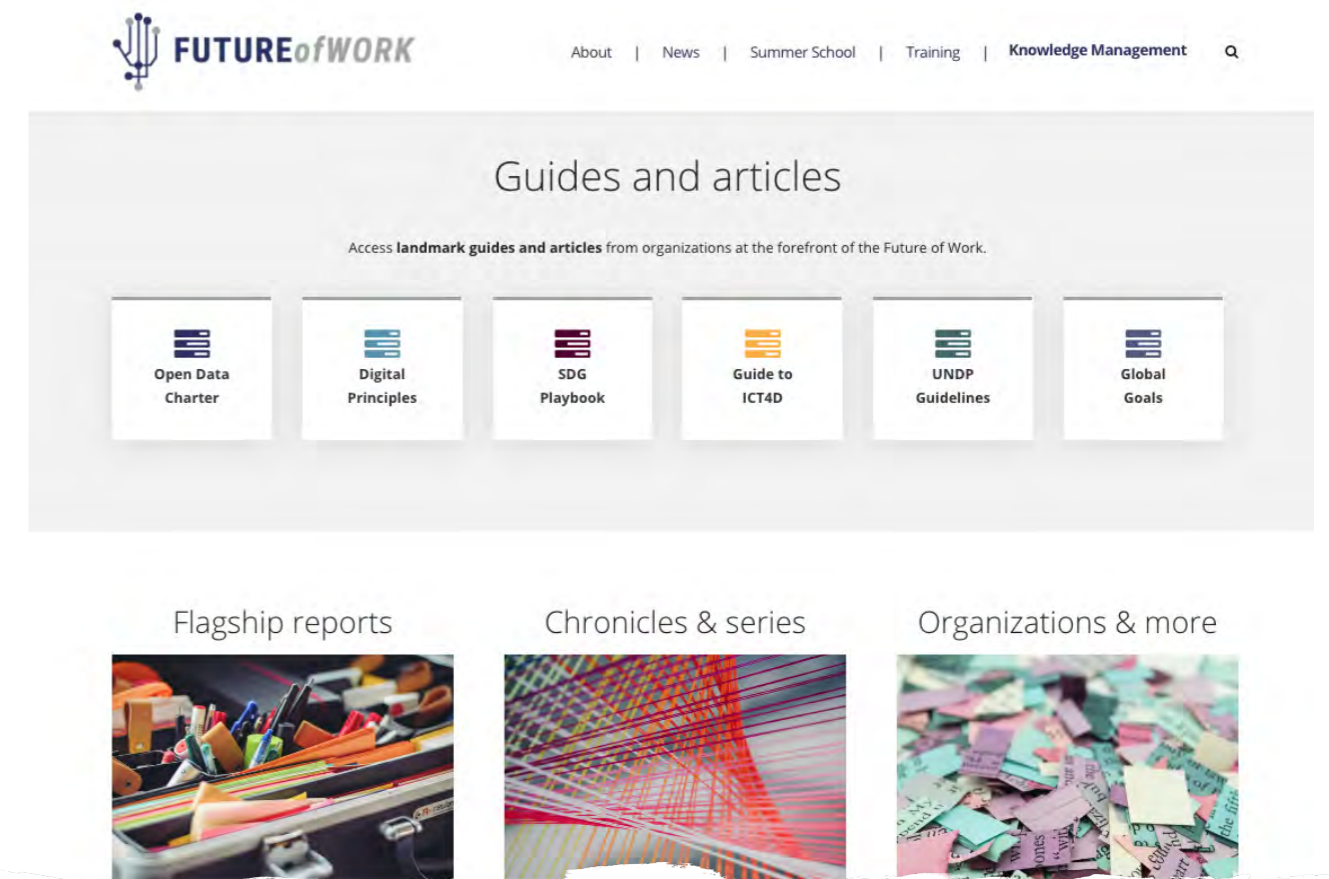 FUTUREofWORK
About | News | Summer School | Training | Knowledge Management
Guides and articles
Access landmark guides and articles from organizations at the forefront of the Future of Work.
Open Data
Charter
Digital
Principles
SDG
Playbook
Guide to
ICT4D
UNDP
Guidelines
Global
Goals
Flagship reports
Chronicles & series
Organizations & more
the fifth